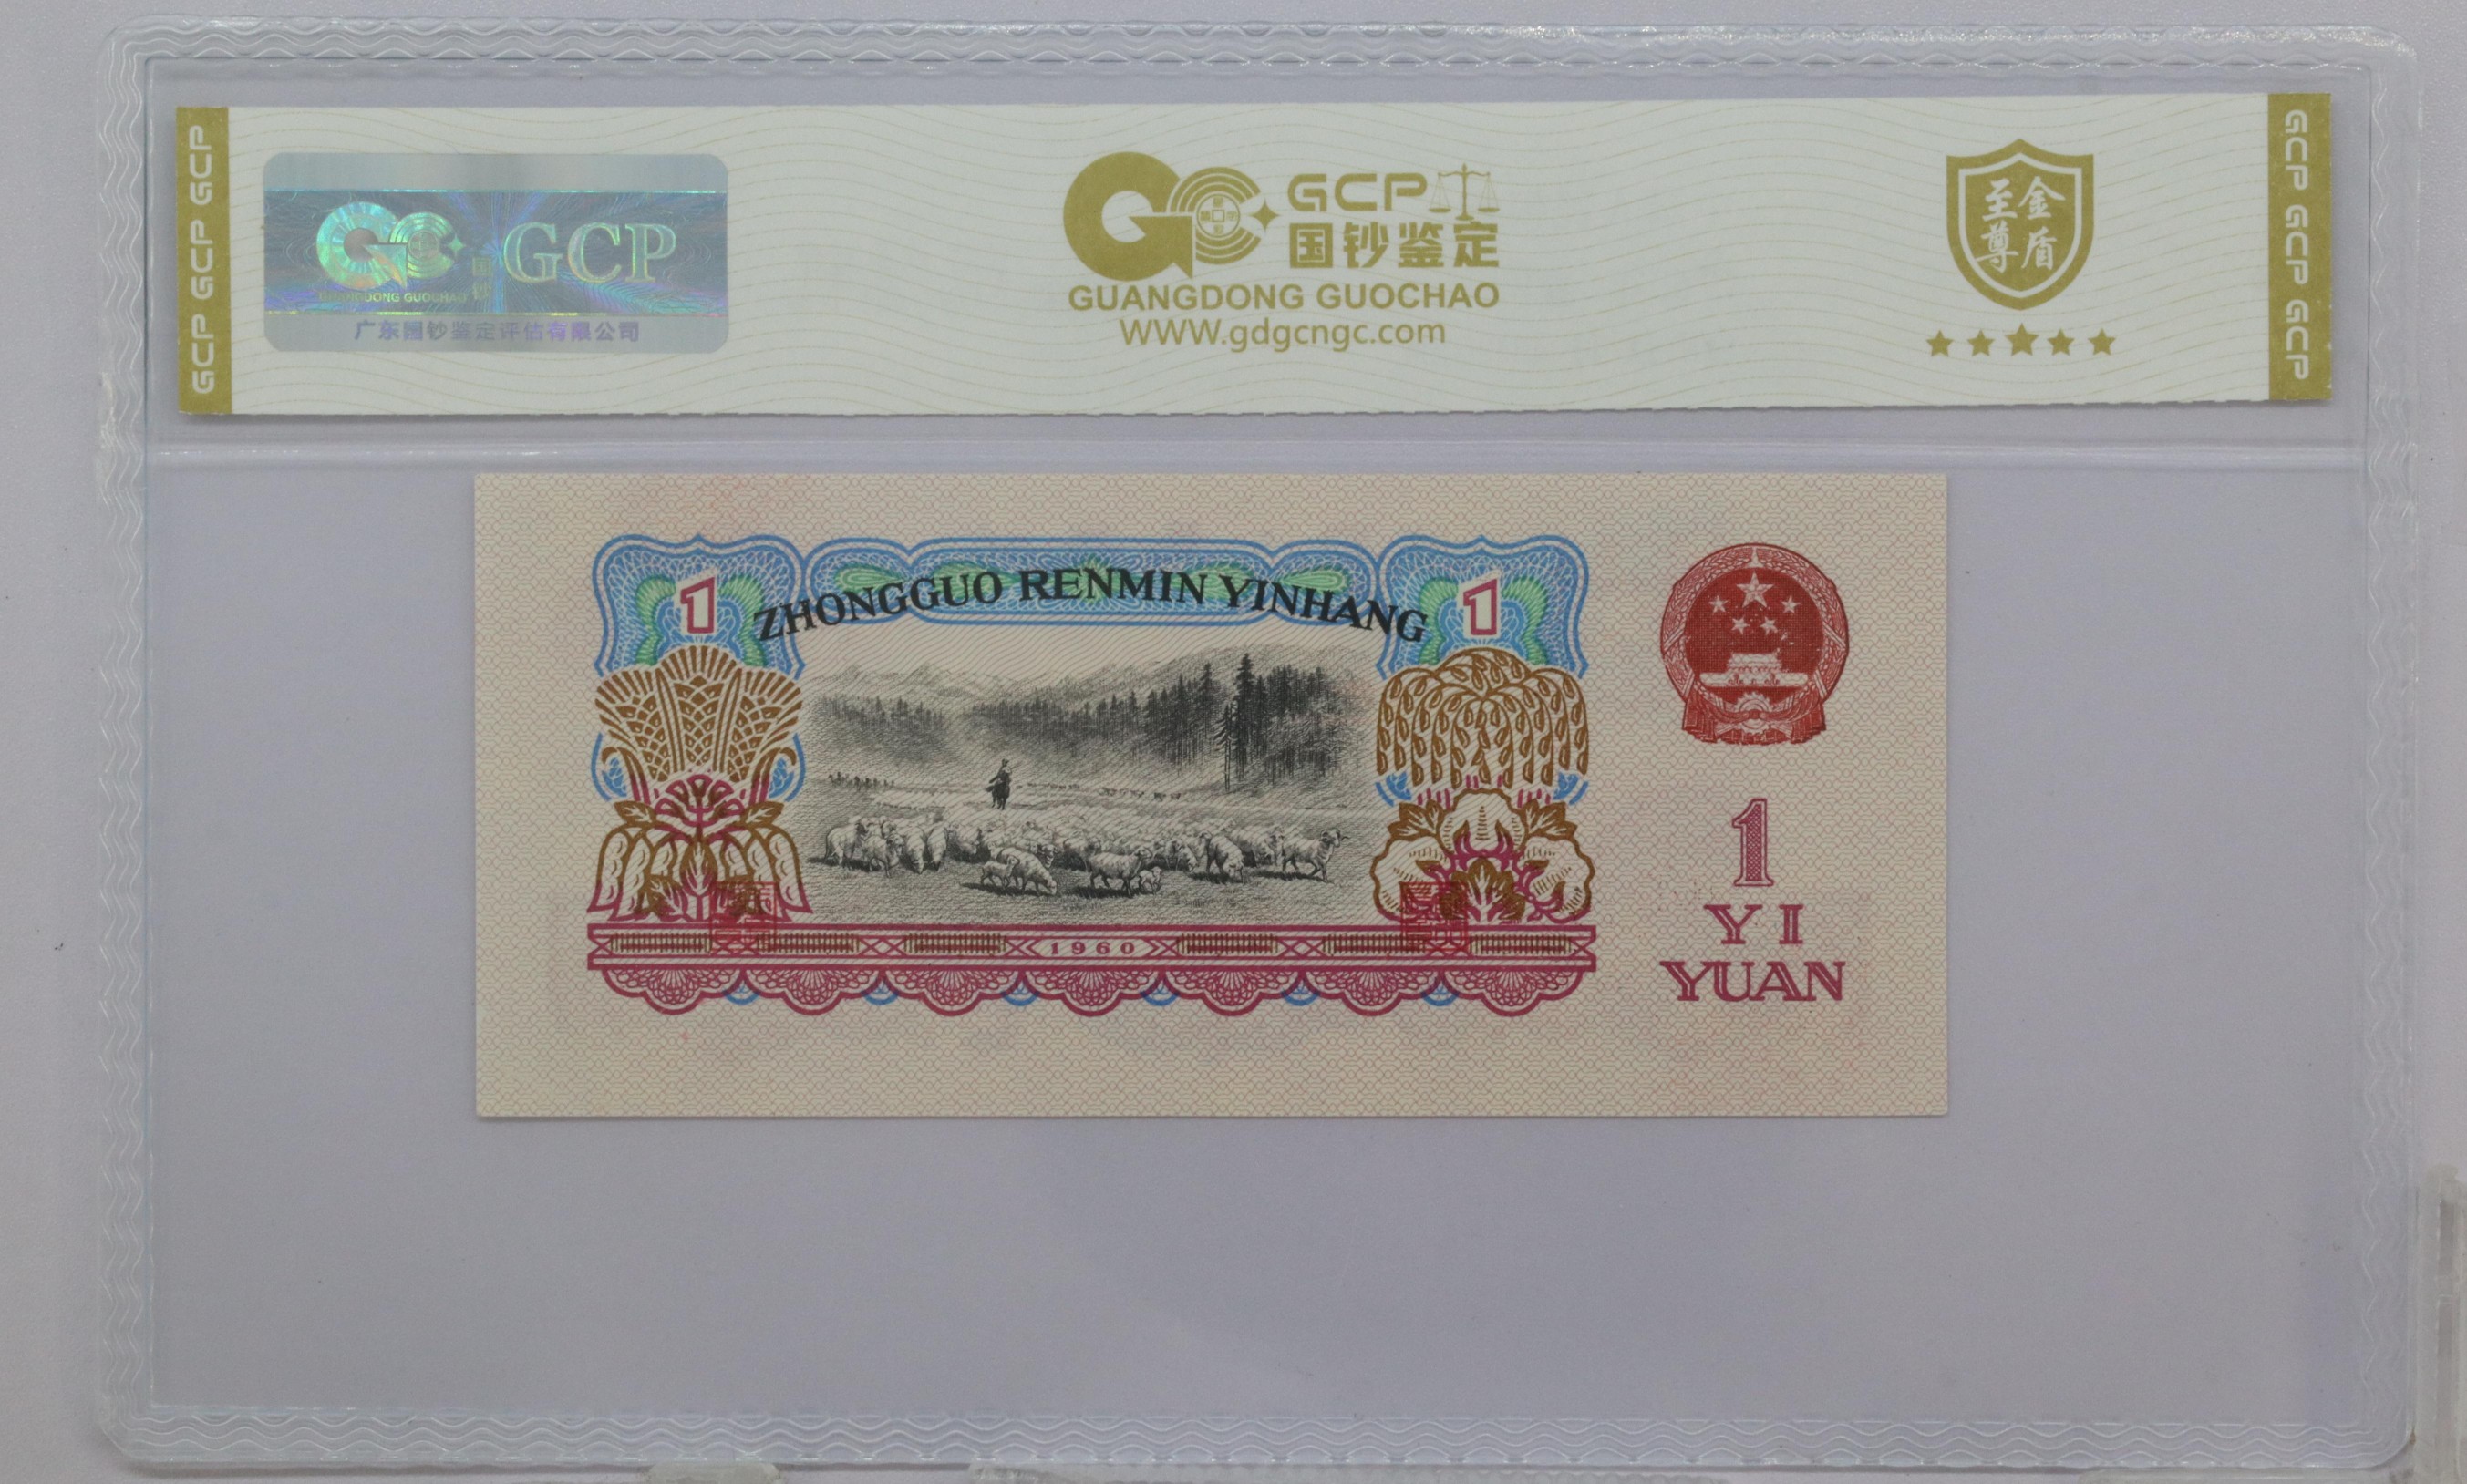 GCP GCP GCP
GCP
国钞
GUANGDONG GUOCHAO
广东国钞鉴定评估有限公司
GCP
国钞鉴定
GUANGDONG GUOCHAO
WWW.gdgcngc.com
至尊金盾
GCP GCP GCP
1
ZHONGGUO RENMIN YINHANG
1
1960
1
YI
YUAN